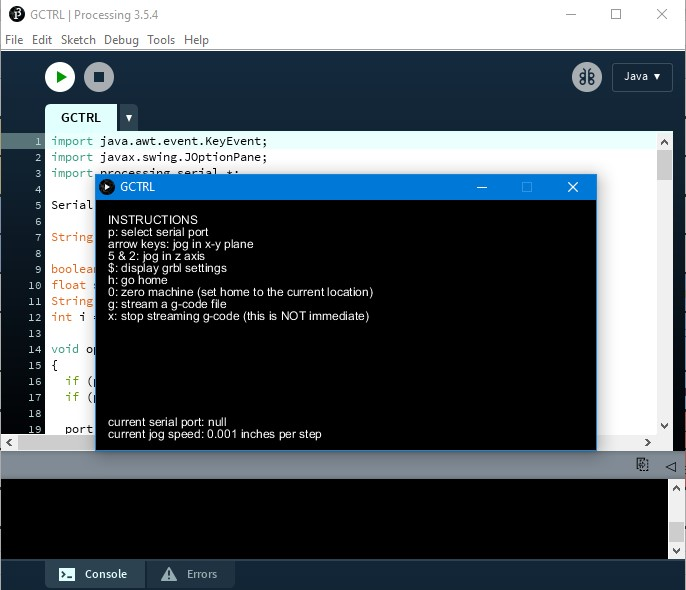 GCTRL | Processing 3.5.4
File Edit Sketch Debug Tools Help
Java ▼
GCTRL ▼
1 import java.awt.event.KeyEvent;
2 import javax.swing.JOptionPane;
3 import processing.serial.*;
GCTRL
4
INSTRUCTIONS
5 Serial
p: select serial port
6
arrow keys: jog in x-y plane
7 String
5 & 2: jog in z axis
8
$: display grbl settings
9 boolean
h: go home
10 float
0: zero machine (set home to the current location)
11 String
g: stream a g-code file
12 int i =
x: stop streaming g-code (this is NOT immediate)
13
14 void op
15 {
16 if (
17 if (
18
current serial port: null
19 port
current jog speed: 0.001 inches per step
Console
Errors